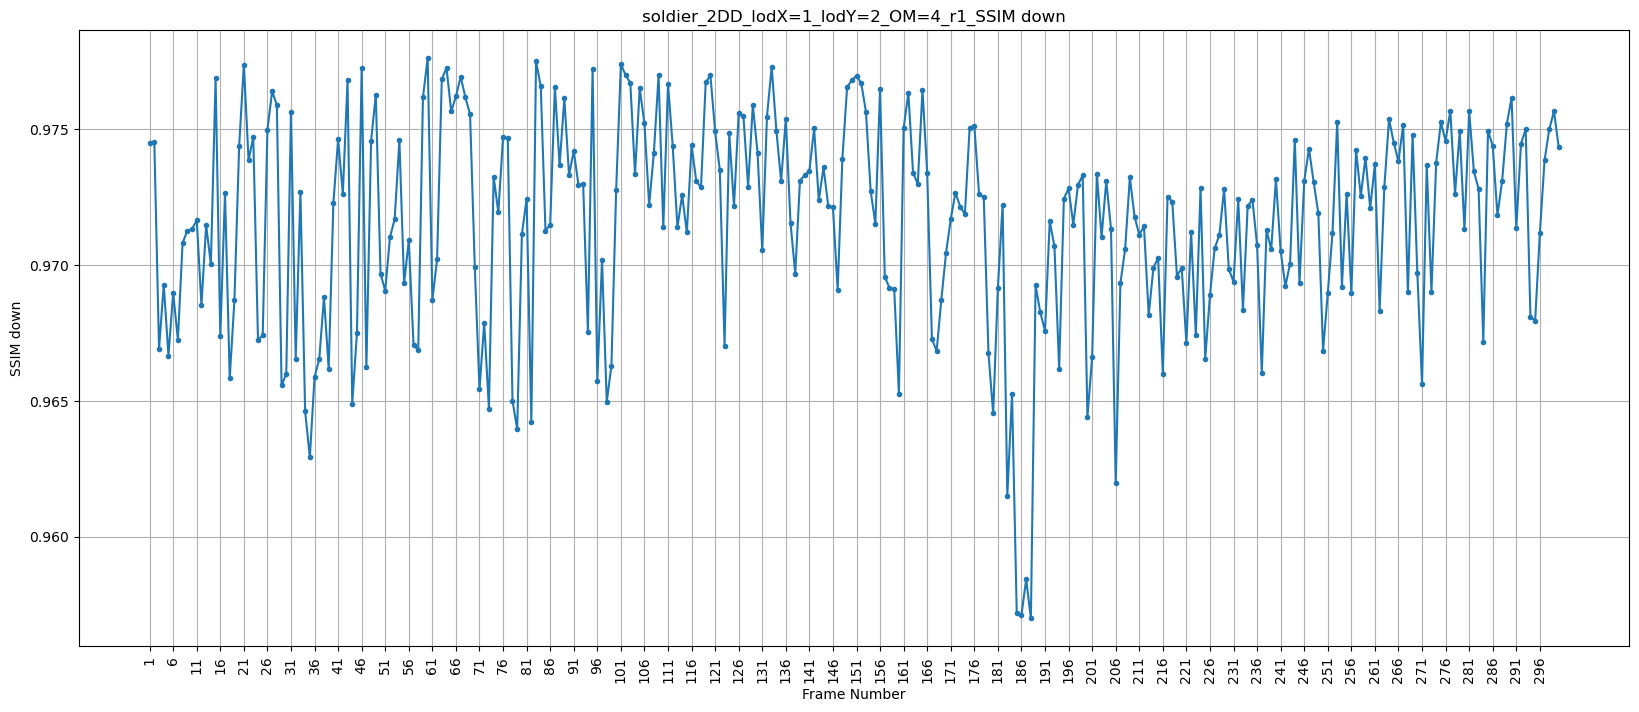 soldier_2DD_lodX=1_lodY=2_OM=4_r1_SSIM down
SSIM down
0.975
0.970
0.965
0.960
1 6 11 16 21 26 31 36 41 46 51 56 61 66 71 76 81 86 91 96 101 106 111 116 121 126 131 136 141 146 151 156 161 166 171 176 181 186 191 196 201 206 211 216 221 226 231 236 241 246 251 256 261 266 271 276 281 286 291 296
Frame Number